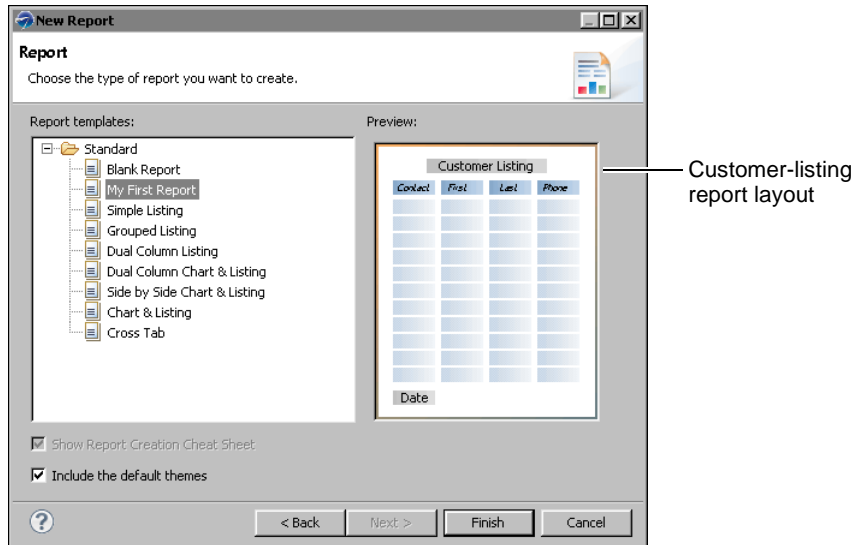 New Report
Report
Choose the type of report you want to create.
Report templates:
Standard
Blank Report
My First Report
Simple Listing
Grouped Listing
Dual Column Listing
Dual Column Chart & Listing
Side by Side Chart & Listing
Chart & Listing
Cross Tab
Preview:
Customer Listing
Contact First Last Phone
Date
Customer-listing
report layout
Show Report Creation Cheat Sheet
Include the default themes
?
< Back Next > Finish Cancel